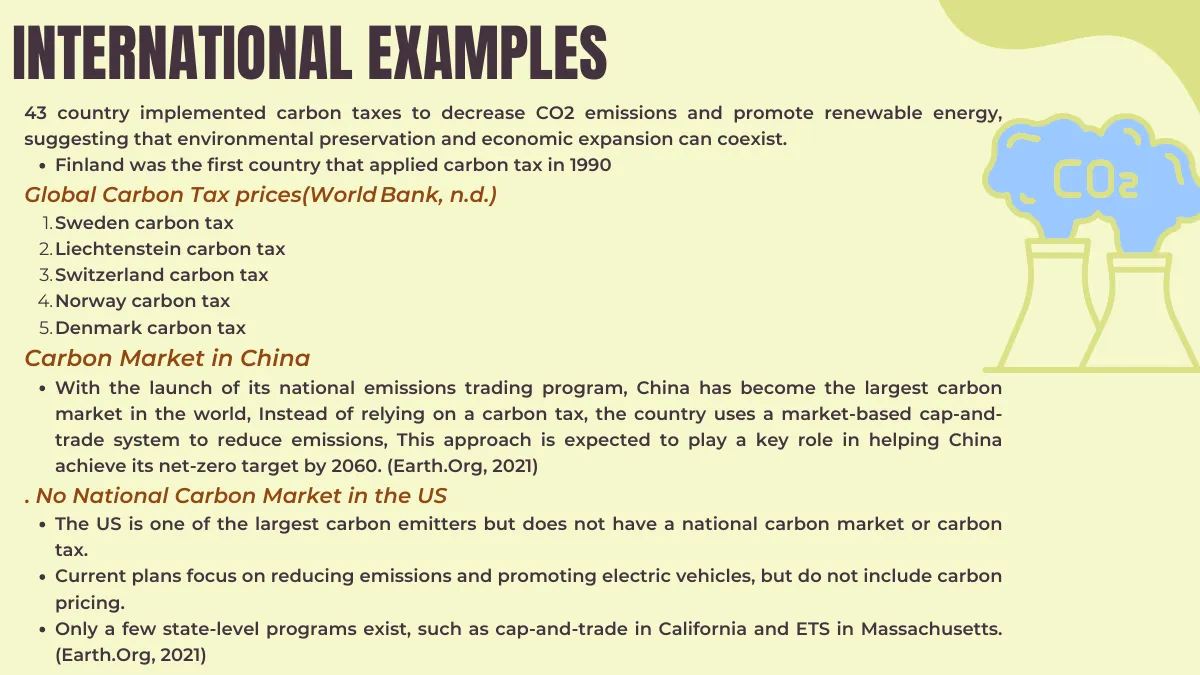 INTERNATIONAL EXAMPLES
43 country implemented carbon taxes to decrease CO2 emissions and promote renewable energy,
suggesting that environmental preservation and economic expansion can coexist.
• Finland was the first country that applied carbon tax in 1990
Global Carbon Tax prices(World Bank, n.d.)
1. Sweden carbon tax
2. Liechtenstein carbon tax
3. Switzerland carbon tax
4. Norway carbon tax
5. Denmark carbon tax
Carbon Market in China
• With the launch of its national emissions trading program, China has become the largest carbon
market in the world, Instead of relying on a carbon tax, the country uses a market-based cap-and-
trade system to reduce emissions, This approach is expected to play a key role in helping China
achieve its net-zero target by 2060. (Earth.Org, 2021)
. No National Carbon Market in the US
• The US is one of the largest carbon emitters but does not have a national carbon market or carbon
tax.
• Current plans focus on reducing emissions and promoting electric vehicles, but do not include carbon
pricing.
• Only a few state-level programs exist, such as cap-and-trade in California and ETS in Massachusetts.
(Earth.Org, 2021)
CO2